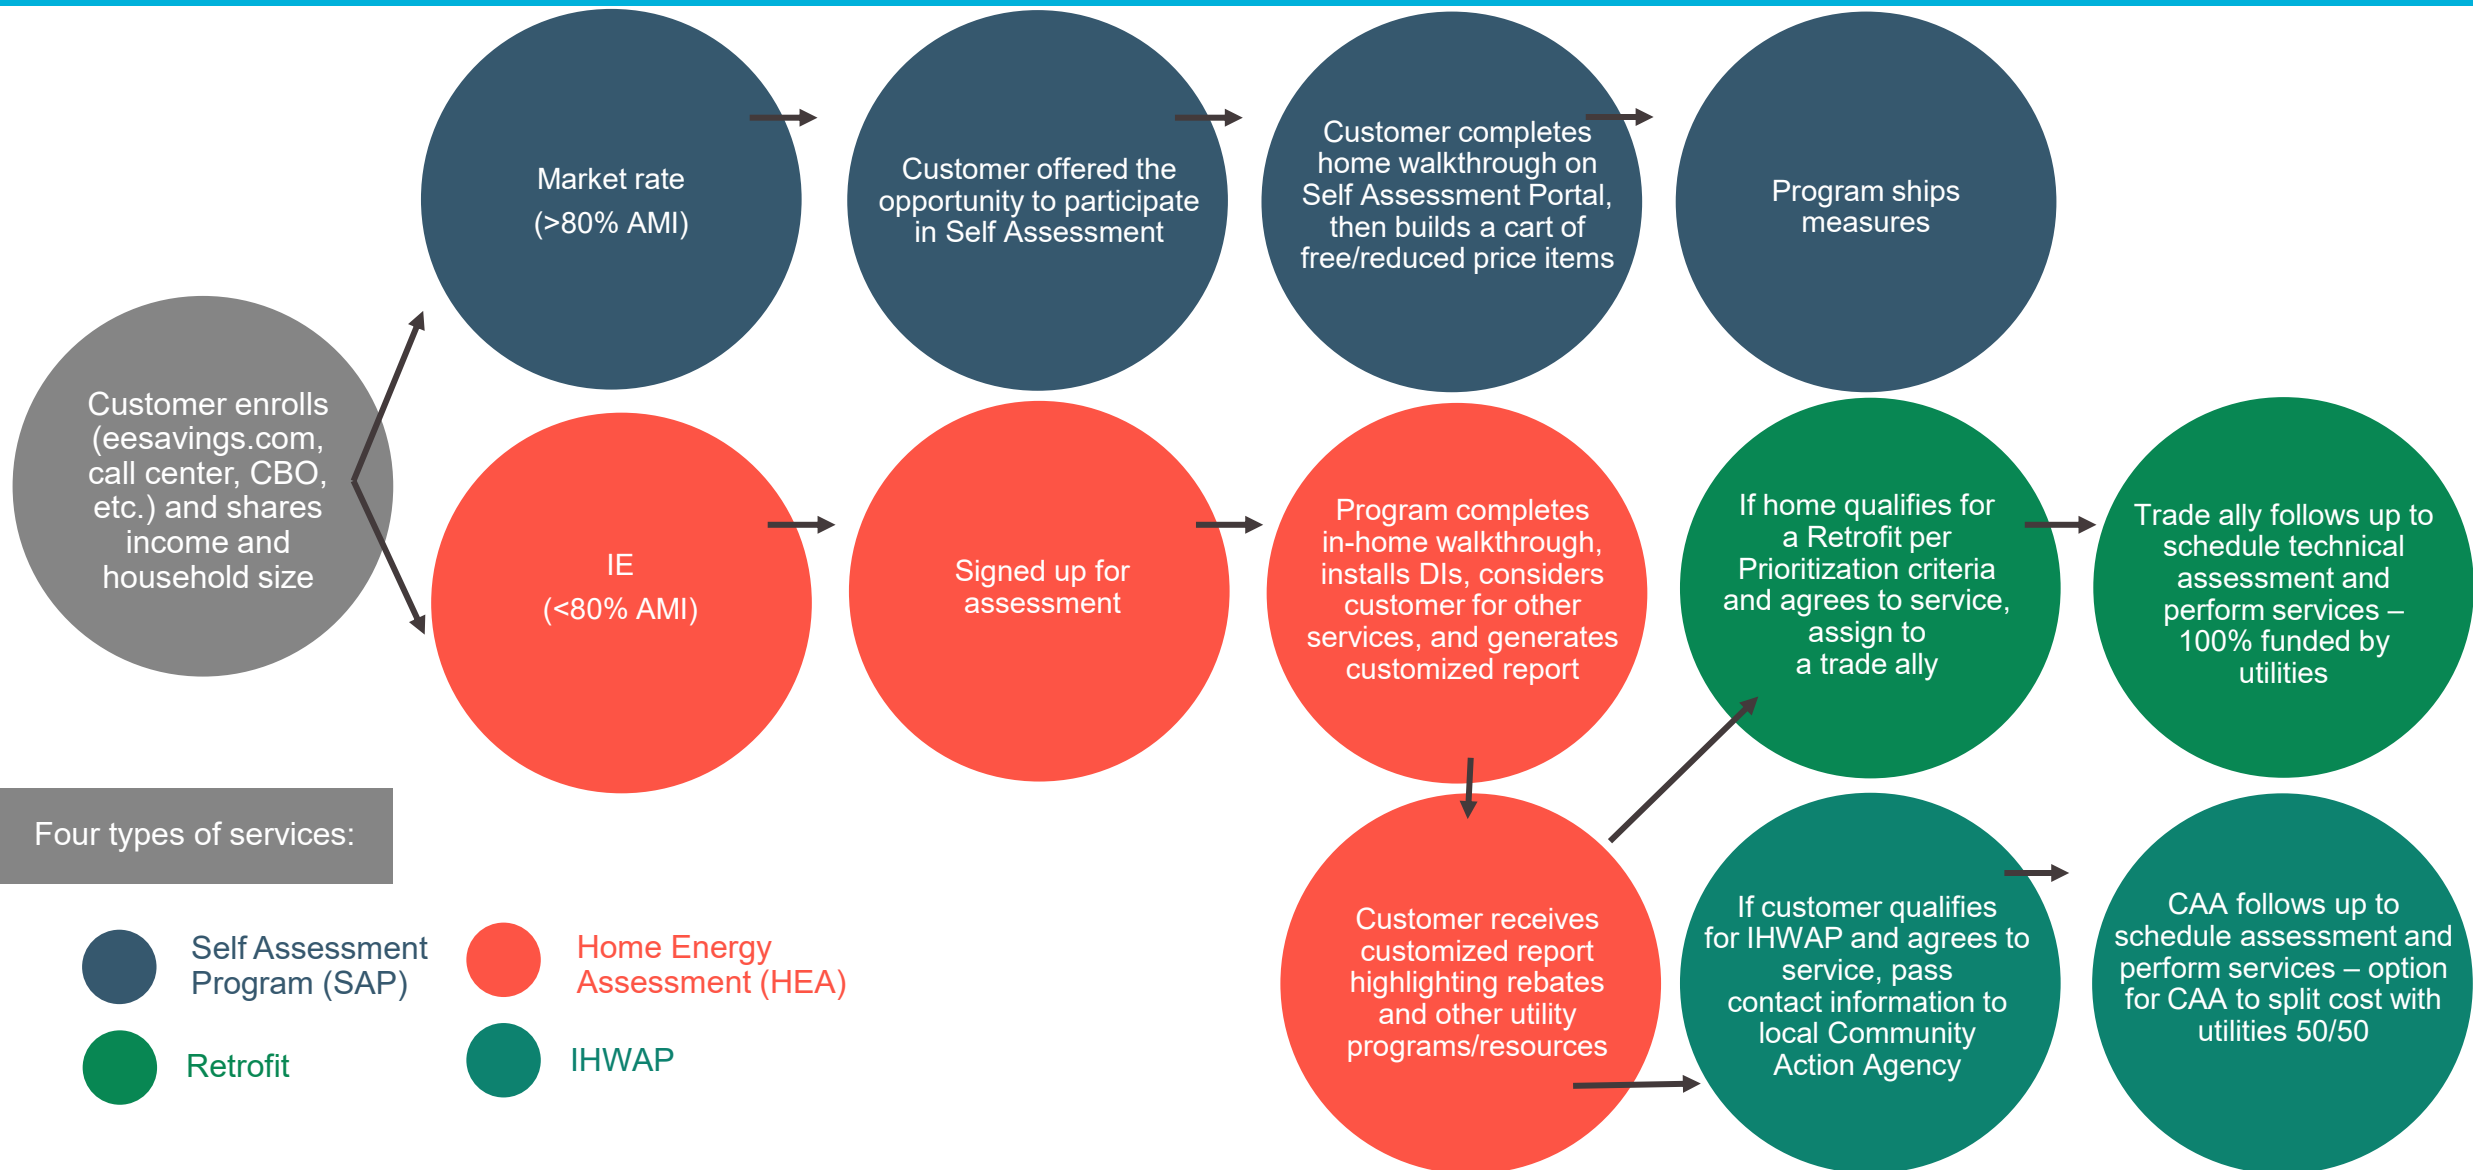 Market rate
(>80% AMI)
Customer offered the
opportunity to participate
in Self Assessment
Customer completes
home walkthrough on
Self Assessment Portal,
then builds a cart of
free/reduced price items
Program ships
measures
Customer enrolls
(eesavings.com,
call center, CBO,
etc.) and shares
income and
household size
IE
(<80% AMI)
Signed up for
assessment
Program completes
in-home walkthrough,
installs DIs, considers
customer for other
services, and generates
customized report
If home qualifies for
a Retrofit per
Prioritization criteria
and agrees to service,
assign to
a trade ally
Trade ally follows up to
schedule technical
assessment and
perform services –
100% funded by
utilities
Customer receives
customized report
highlighting rebates
and other utility
programs/resources
If customer qualifies
for IHWAP and agrees to
service, pass
contact information to
local Community
Action Agency
CAA follows up to
schedule assessment and
perform services – option
for CAA to split cost with
utilities 50/50
Four types of services:
Self Assessment
Program (SAP)
Home Energy
Assessment (HEA)
Retrofit
IHWAP